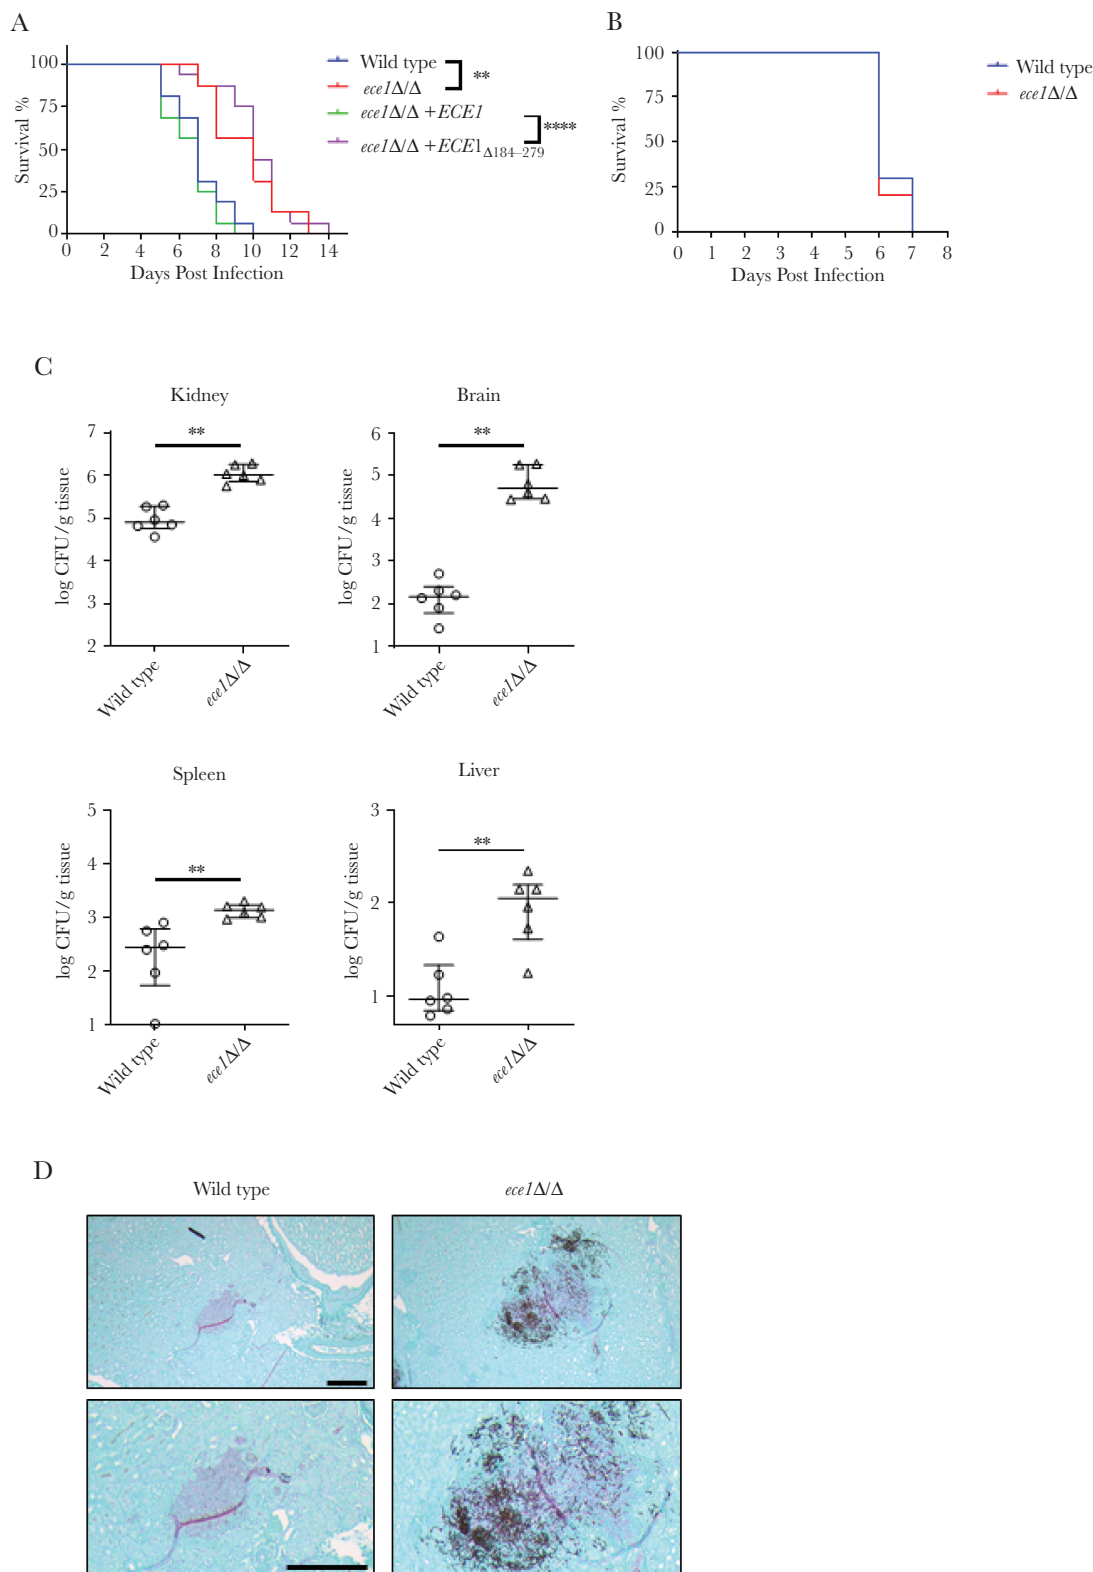 A
Survival %
100
75
50
25
0
0 2 4 6 8 10 12 14
Days Post Infection
Wild type
ece1Δ/Δ
**
ece1Δ/Δ +ECE1
ece1Δ/Δ +ECE1Δ184–279
****
B
Survival %
100
75
50
25
0
0 1 2 3 4 5 6 7 8
Days Post Infection
Wild type
ece1Δ/Δ
C
Kidney
log CFU/g tissue
7
6
5
4
3
2
**
Wild type
ece1Δ/Δ
Brain
log CFU/g tissue
6
5
4
3
2
1
**
Wild type
ece1Δ/Δ
Spleen
log CFU/g tissue
5
4
3
2
1
**
Wild type
ece1Δ/Δ
Liver
log CFU/g tissue
3
2
1
**
Wild type
ece1Δ/Δ
D
Wild type
ece1Δ/Δ